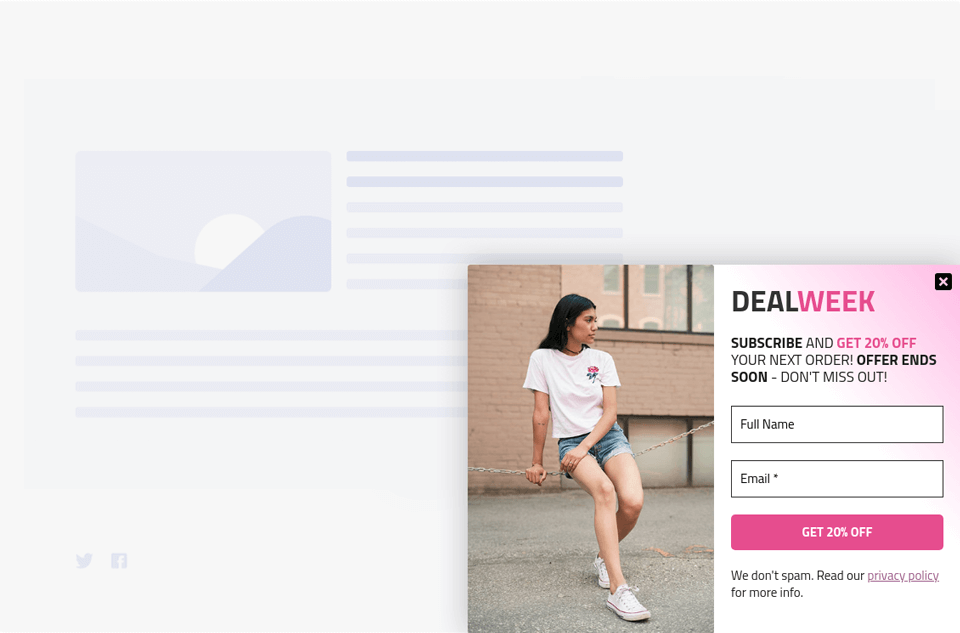 DEALWEEK
SUBSCRIBE AND GET 20% OFF
YOUR NEXT ORDER! OFFER ENDS
SOON - DON'T MISS OUT!
Full Name
Email *
GET 20% OFF
We don't spam. Read our privacy policy
for more info.